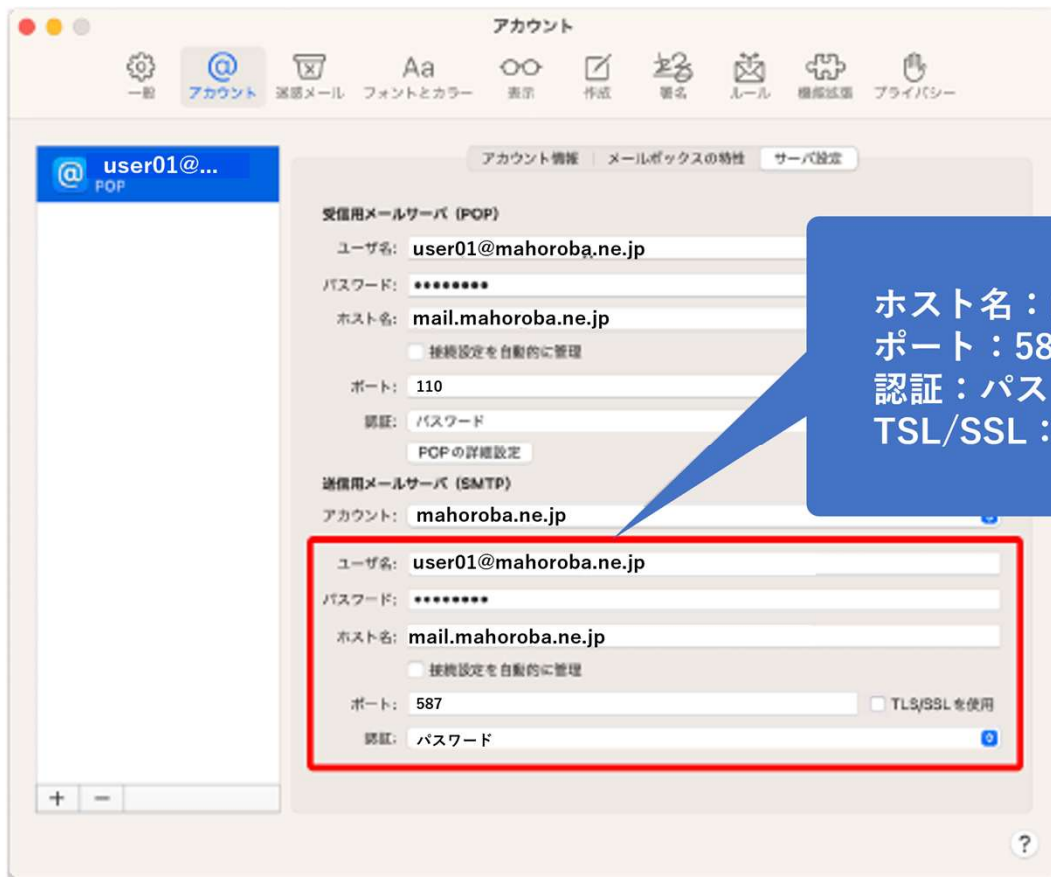 アカウント
一般 アカウント 迷惑メール フォントとカラー 表示 作成 署名 ルール 機能拡張 プライバシー
user01@...
POP
アカウント情報 メールボックスの特性 サーバ設定
受信用メールサーバ (POP)
ユーザ名: user01@mahoroba.ne.jp
パスワード: ••••••••
ホスト名: mail.mahoroba.ne.jp
接続設定を自動的に管理
ポート: 110
認証: パスワード
POPの詳細設定
ホスト名：
ポート：58
認証：パス
TSL/SSL：
送信用メールサーバ (SMTP)
アカウント: mahoroba.ne.jp
ユーザ名: user01@mahoroba.ne.jp
パスワード: ••••••••
ホスト名: mail.mahoroba.ne.jp
接続設定を自動的に管理
ポート: 587 TLS/SSLを使用
認証: パスワード
+ −
?